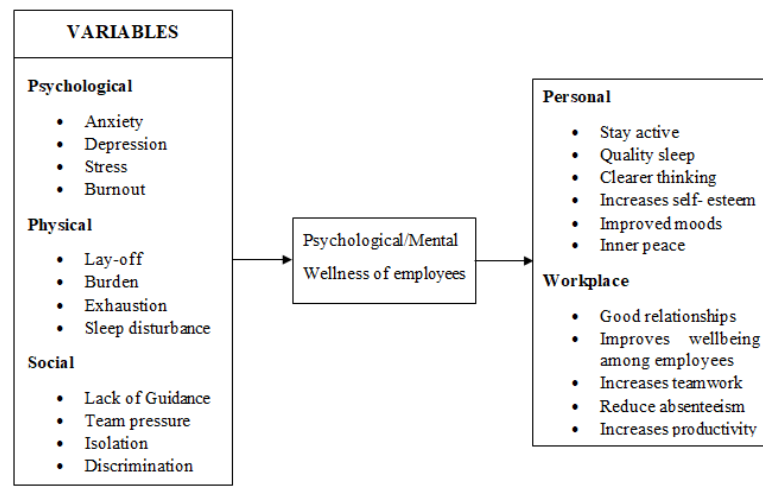 VARIABLES
Psychological
• Anxiety
• Depression
• Stress
• Burnout
Physical
• Lay-off
• Burden
• Exhaustion
• Sleep disturbance
Social
• Lack of Guidance
• Team pressure
• Isolation
• Discrimination
Psychological/Mental
Wellness of employees
Personal
• Stay active
• Quality sleep
• Clearer thinking
• Increases self- esteem
• Improved moods
• Inner peace
Workplace
• Good relationships
• Improves wellbeing
among employees
• Increases teamwork
• Reduce absenteeism
• Increases productivity